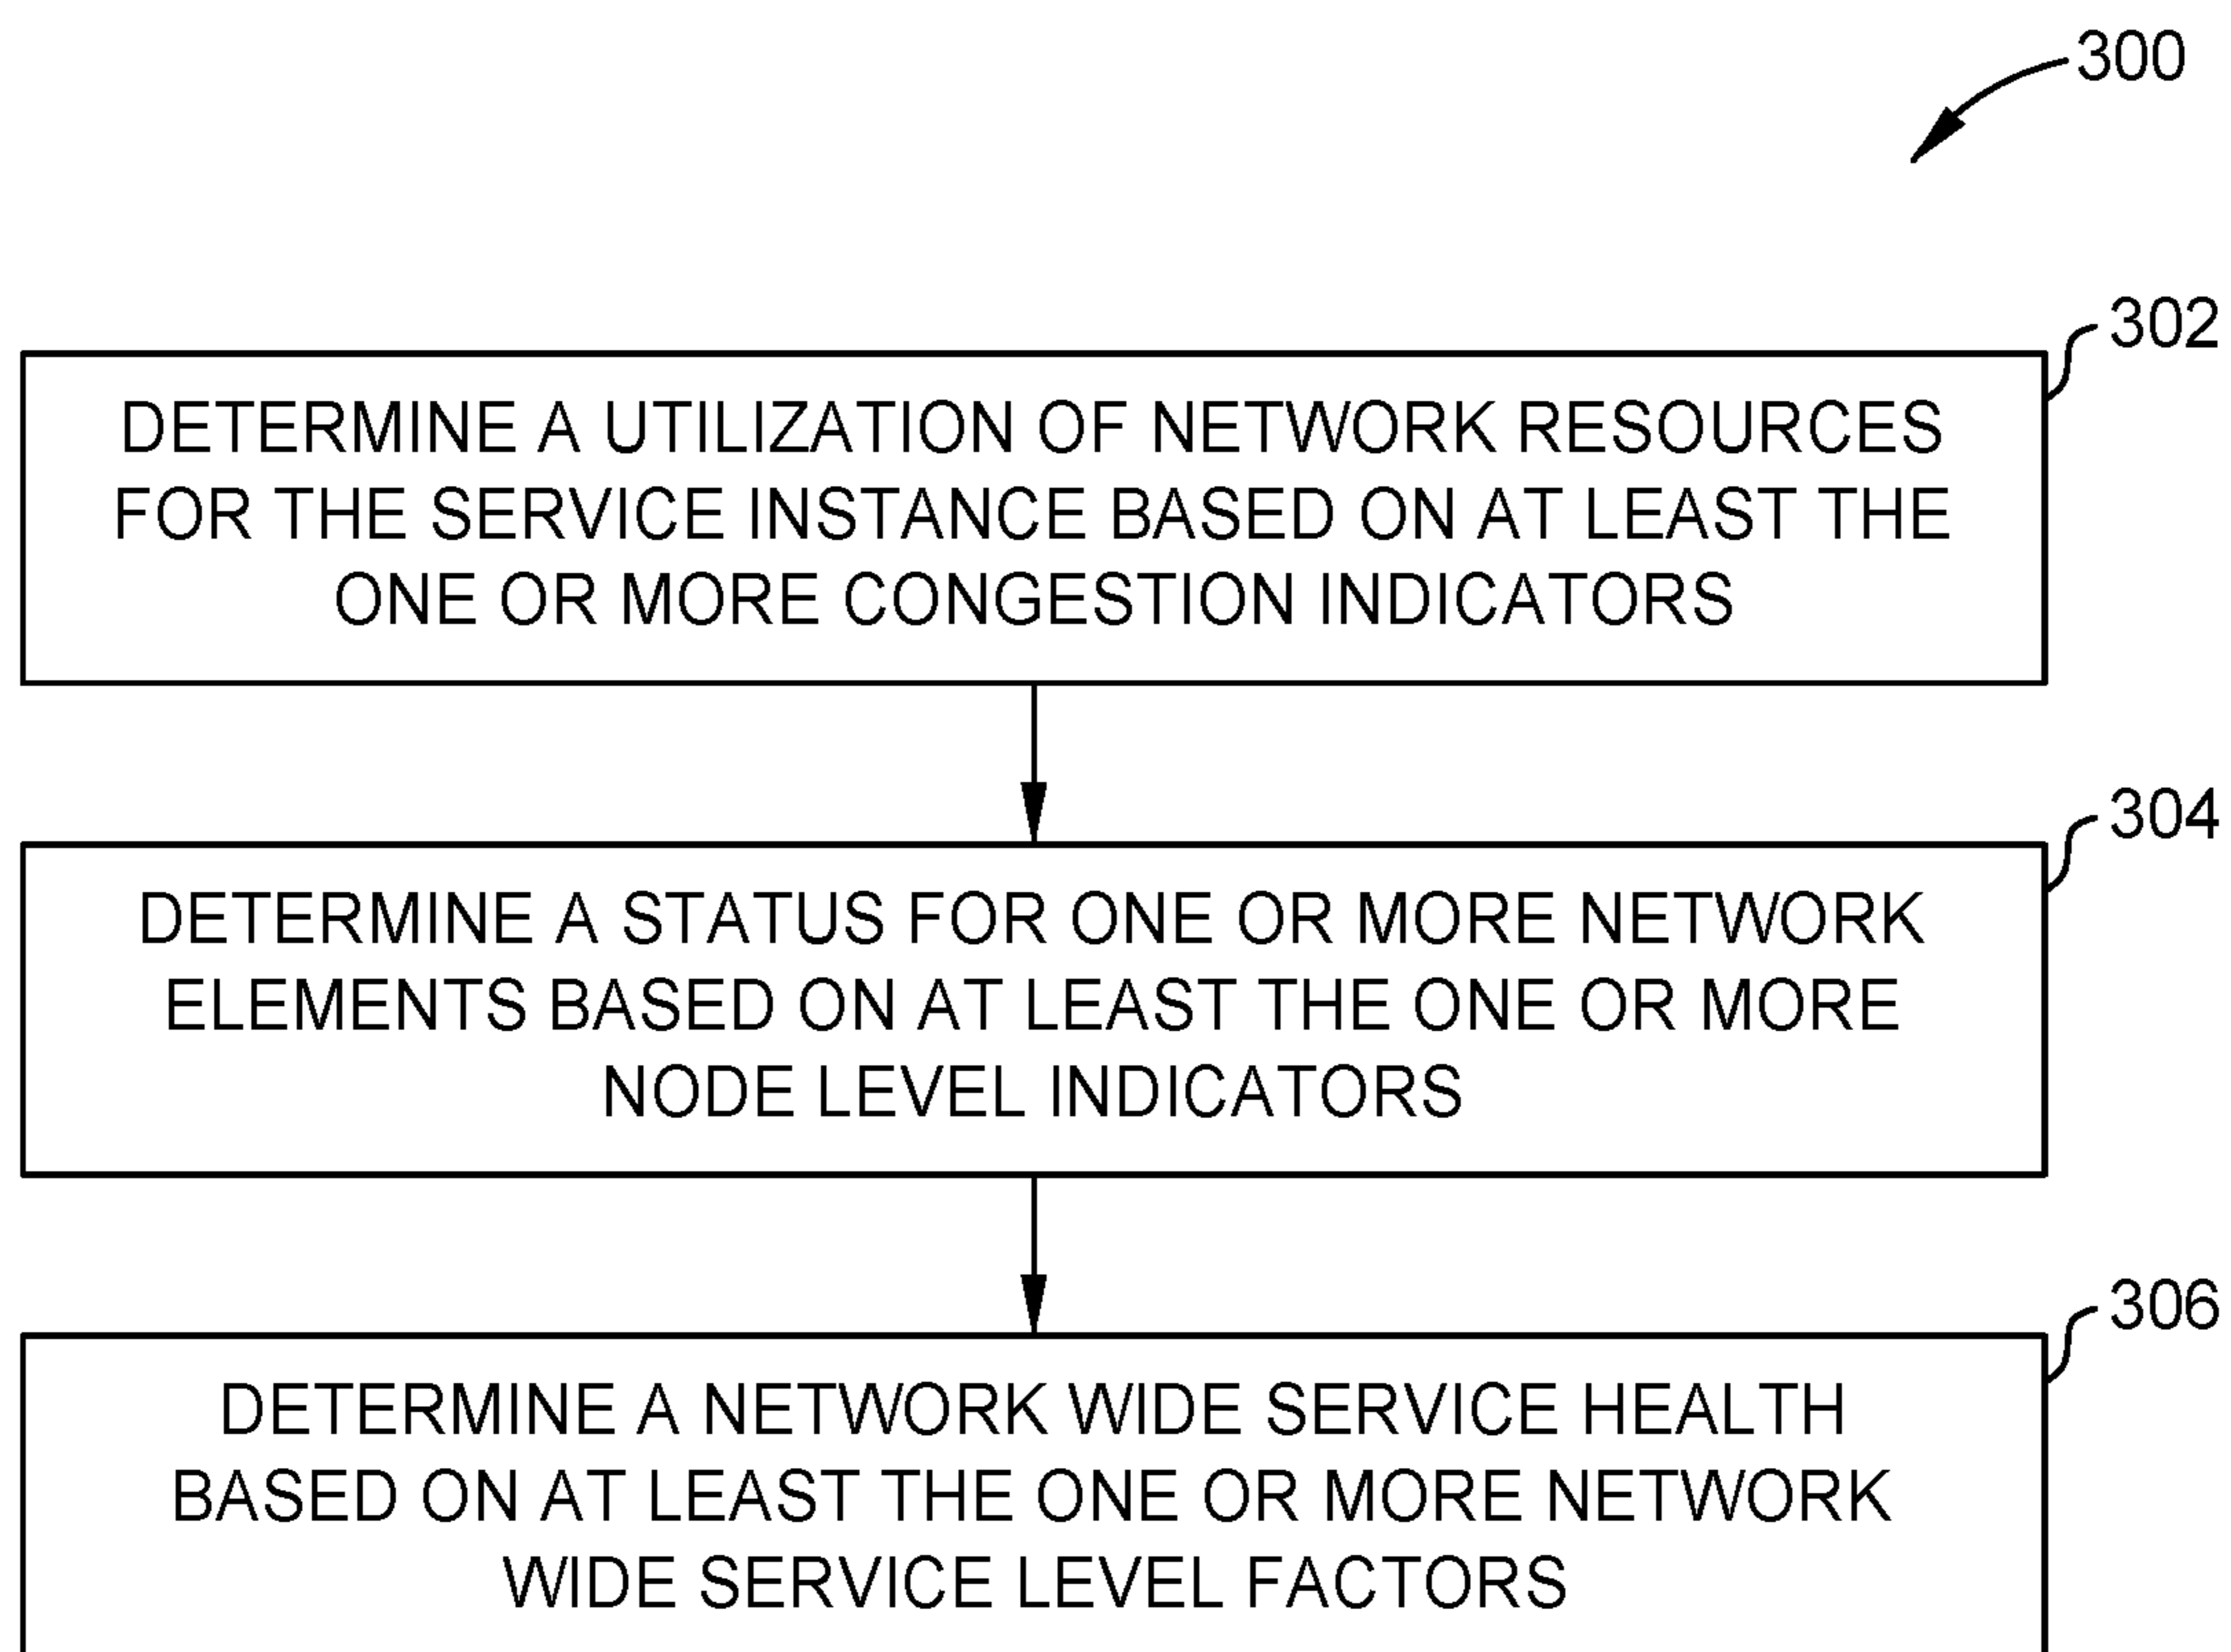 300
302
DETERMINE A UTILIZATION OF NETWORK RESOURCES
FOR THE SERVICE INSTANCE BASED ON AT LEAST THE
ONE OR MORE CONGESTION INDICATORS
304
DETERMINE A STATUS FOR ONE OR MORE NETWORK
ELEMENTS BASED ON AT LEAST THE ONE OR MORE
NODE LEVEL INDICATORS
306
DETERMINE A NETWORK WIDE SERVICE HEALTH
BASED ON AT LEAST THE ONE OR MORE NETWORK
WIDE SERVICE LEVEL FACTORS